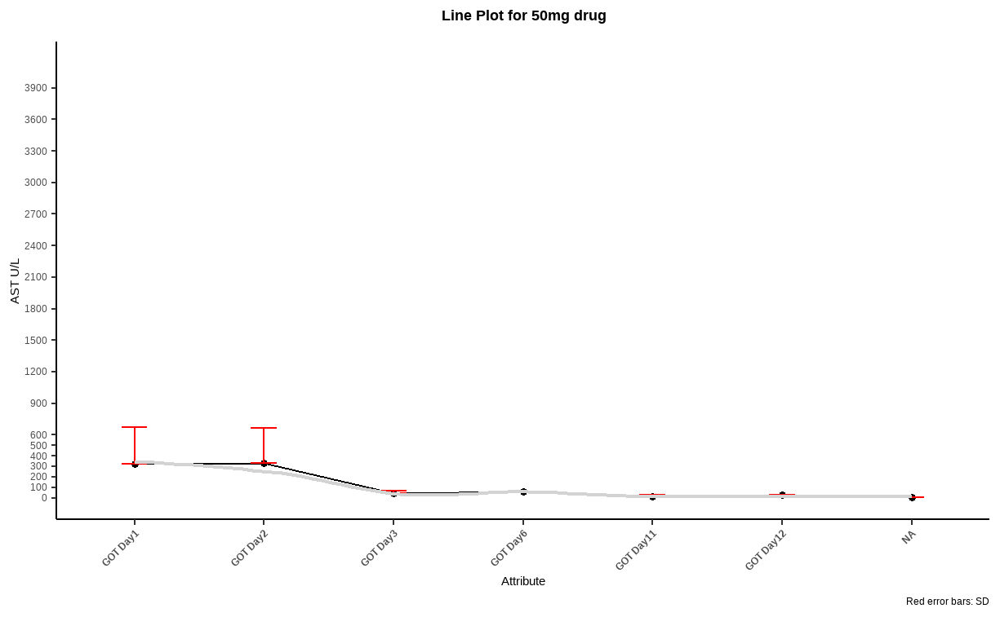 Line Plot for 50mg drug
AST U/L
3900
3600
3300
3000
2700
2400
2100
1800
1500
1200
900
600
500
400
300
200
100
0
GOT Day1
GOT Day2
GOT Day3
GOT Day6
GOT Day11
GOT Day12
NA
Attribute
Red error bars: SD